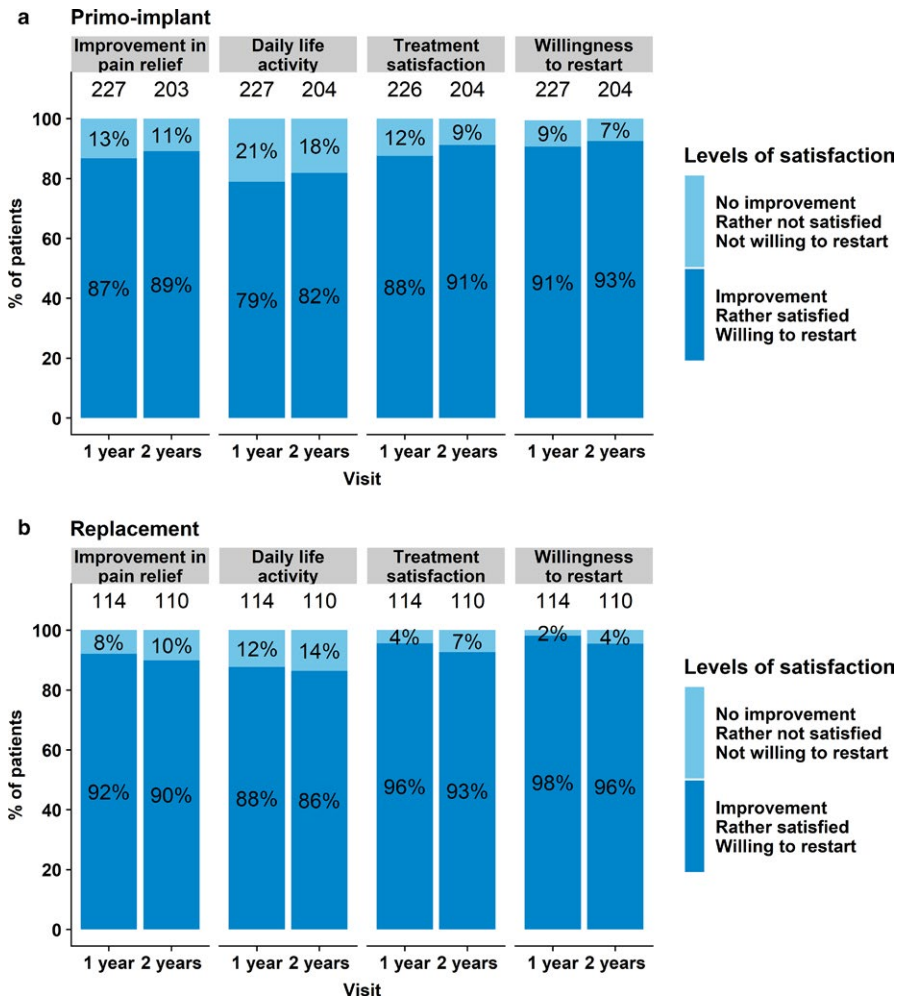 a Primo-implant
Improvement in pain relief
Daily life activity
Treatment satisfaction
Willingness to restart
227 203 227 204 226 204 227 204
100
80
60
40
20
0
% of patients
13% 11% 21% 18% 12% 9% 9% 7%
87% 89% 79% 82% 88% 91% 91% 93%
1 year 2 years 1 year 2 years 1 year 2 years 1 year 2 years
Visit
Levels of satisfaction
No improvement
Rather not satisfied
Not willing to restart
Improvement
Rather satisfied
Willing to restart
b Replacement
Improvement in pain relief
Daily life activity
Treatment satisfaction
Willingness to restart
114 110 114 110 114 110 114 110
100
80
60
40
20
0
% of patients
8% 10% 12% 14% 4% 7% 2% 4%
92% 90% 88% 86% 96% 93% 98% 96%
1 year 2 years 1 year 2 years 1 year 2 years 1 year 2 years
Visit
Levels of satisfaction
No improvement
Rather not satisfied
Not willing to restart
Improvement
Rather satisfied
Willing to restart